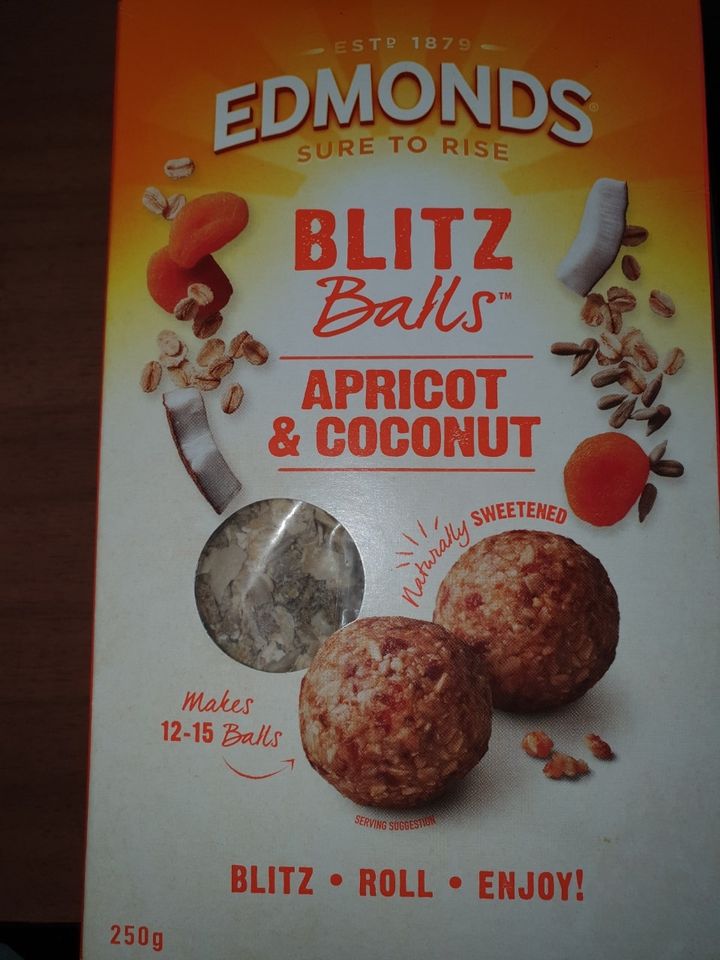 ESTD 1879
EDMONDS®
SURE TO RISE
BLITZ
Balls™
APRICOT
& COCONUT
Naturally SWEETENED
Makes
12-15 Balls
SERVING SUGGESTION
BLITZ • ROLL • ENJOY!
250g